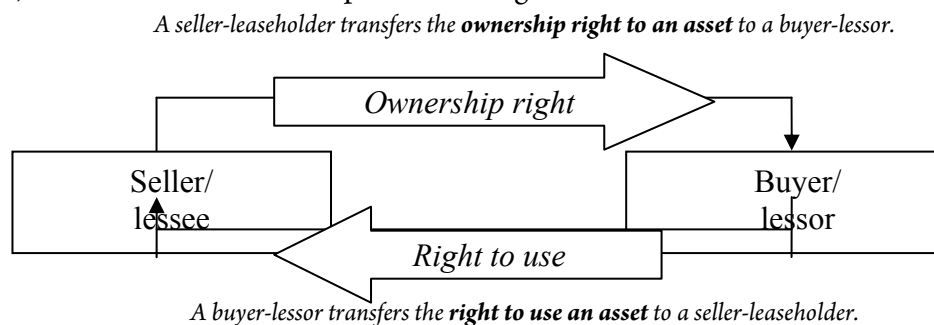 A seller-leaseholder transfers the ownership right to an asset to a buyer-lessor.
Ownership right
Seller/
lessee
Buyer/
lessor
Right to use
A buyer-lessor transfers the right to use an asset to a seller-leaseholder.